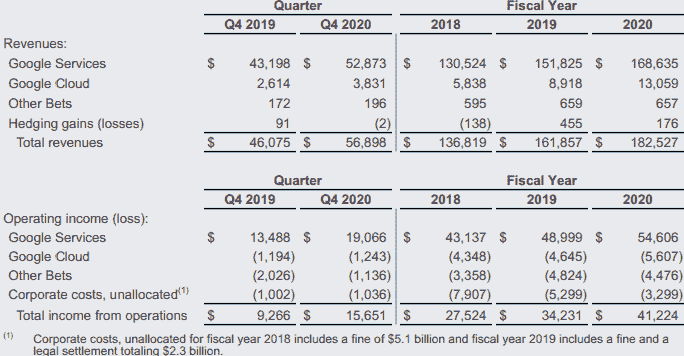 Quarter Fiscal Year
Q4 2019 Q4 2020 2018 2019 2020
Revenues:
Google Services $ 43,198 $ 52,873 $ 130,524 $ 151,825 $ 168,635
Google Cloud 2,614 3,831 5,838 8,918 13,059
Other Bets 172 196 595 659 657
Hedging gains (losses) 91 (2) (138) 455 176
Total revenues $ 46,075 $ 56,898 $ 136,819 $ 161,857 $ 182,527
Quarter Fiscal Year
Q4 2019 Q4 2020 2018 2019 2020
Operating income (loss):
Google Services $ 13,488 $ 19,066 $ 43,137 $ 48,999 $ 54,606
Google Cloud (1,194) (1,243) (4,348) (4,645) (5,607)
Other Bets (2,026) (1,136) (3,358) (4,824) (4,476)
Corporate costs, unallocated(1) (1,002) (1,036) (7,907) (5,299) (3,299)
Total income from operations $ 9,266 $ 15,651 $ 27,524 $ 34,231 $ 41,224
(1) Corporate costs, unallocated for fiscal year 2018 includes a fine of $5.1 billion and fiscal year 2019 includes a fine and a
legal settlement totaling $2.3 billion.